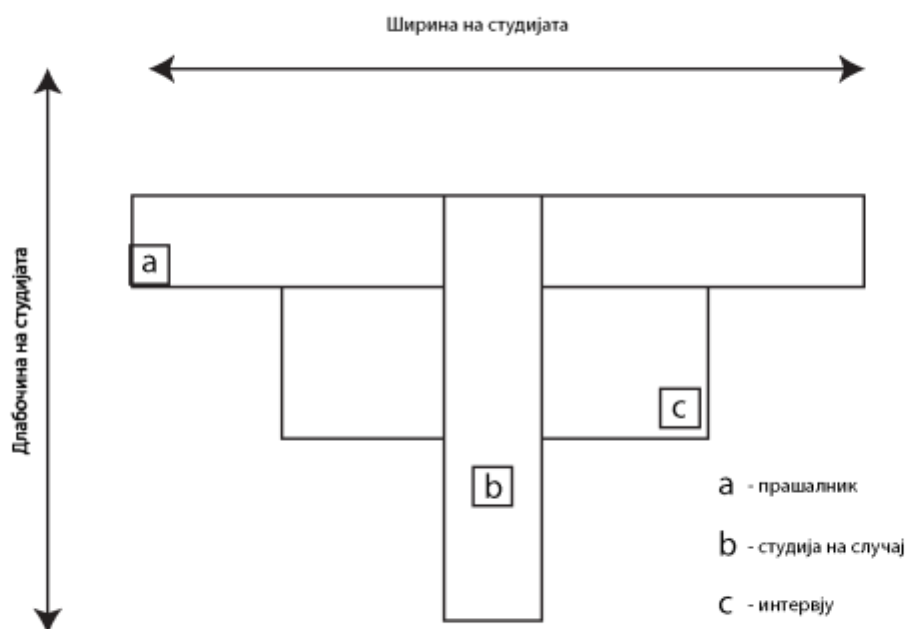 Ширина на студијата
Длабочина на студијата
a
c
b
a - прашалник
b - студија на случај
c - интервју